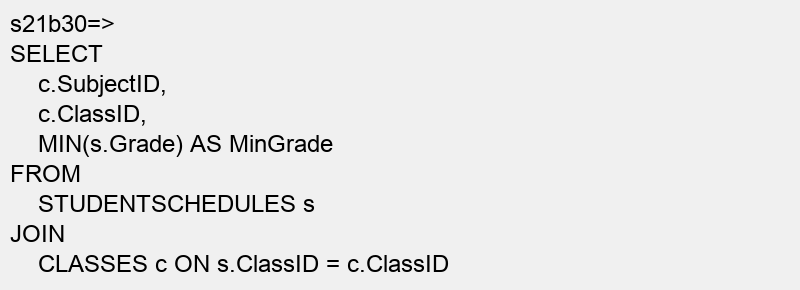 s21b30=>
SELECT
    c.SubjectID,
    c.ClassID,
    MIN(s.Grade) AS MinGrade
FROM
    STUDENTSCHEDULES s
JOIN
    CLASSES c ON s.ClassID = c.ClassID